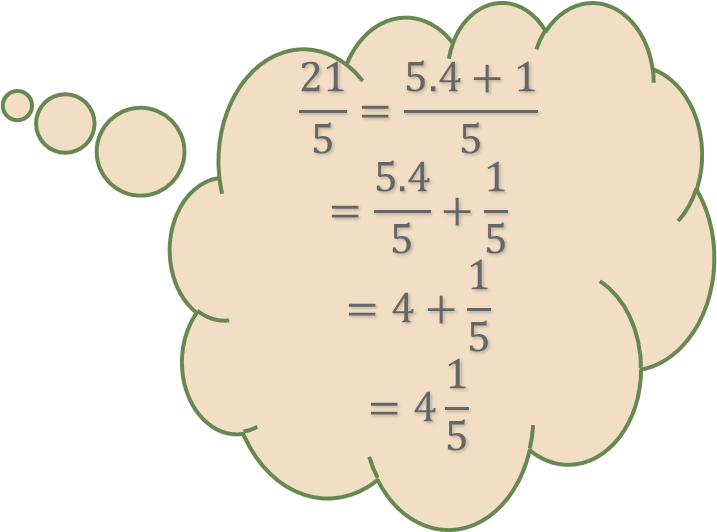 21/5 = 5.4 + 1/5
= 5.4/5 + 1/5
= 4 + 1/5
= 4 1/5